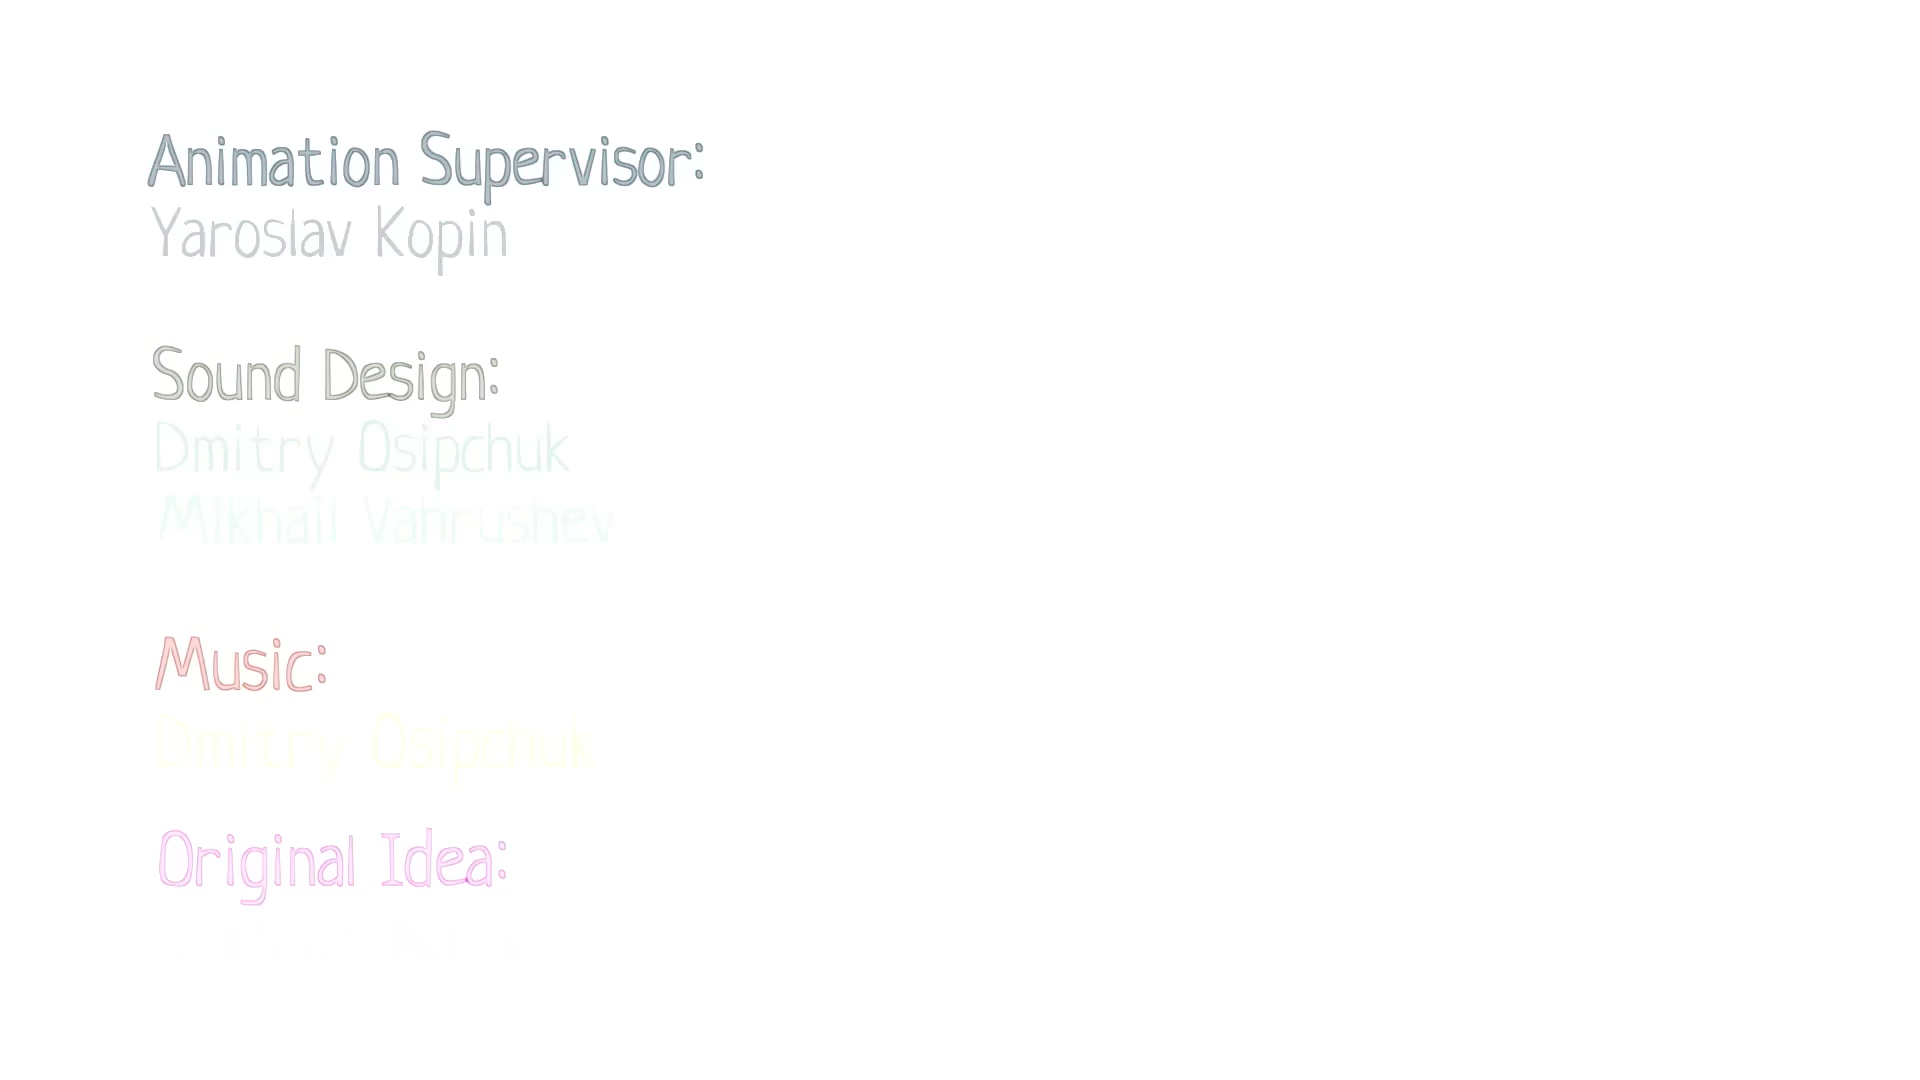 Animation Supervisor:
Yaroslav Kopin
Sound Design:
Dmitry Osipchuk
Mikhail Vahrushev
Music:
Dmitry Osipchuk
Original Idea: